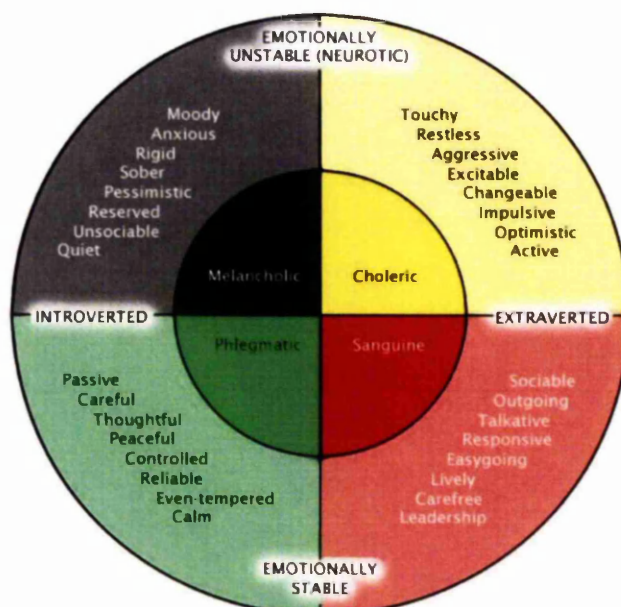 EMOTIONALLY
UNSTABLE (NEUROTIC)
Moody
Anxious
Rigid
Sober
Pessimistic
Reserved
Unsociable
Quiet
Touchy
Restless
Aggressive
Excitable
Changeable
Impulsive
Optimistic
Active
Melancholic
Choleric
INTROVERTED
EXTRAVERTED
Phlegmatic
Sanguine
Passive
Careful
Thoughtful
Peaceful
Controlled
Reliable
Even-tempered
Calm
Sociable
Outgoing
Talkative
Responsive
Easygoing
Lively
Carefree
Leadership
EMOTIONALLY
STABLE